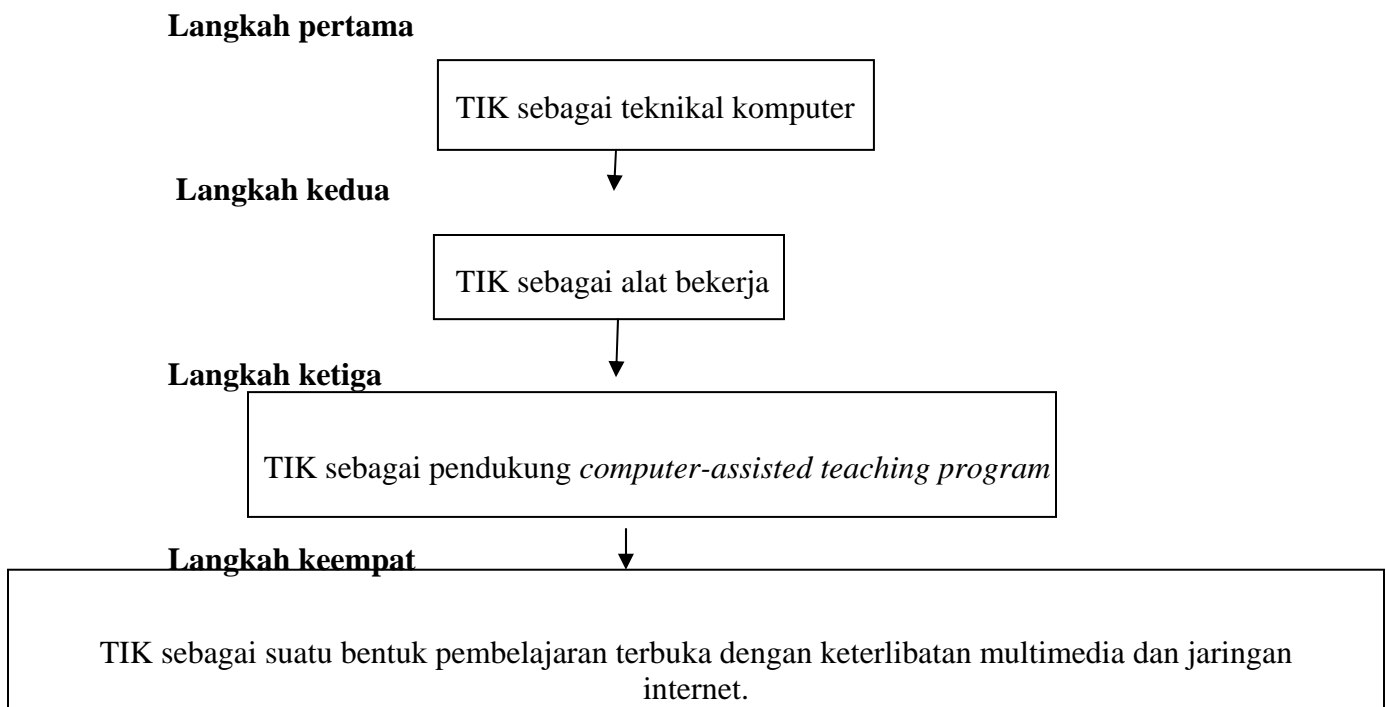 Langkah pertama
TIK sebagai teknikal komputer
Langkah kedua
TIK sebagai alat bekerja
Langkah ketiga
TIK sebagai pendukung computer-assisted teaching program
Langkah keempat
TIK sebagai suatu bentuk pembelajaran terbuka dengan keterlibatan multimedia dan jaringan
internet.